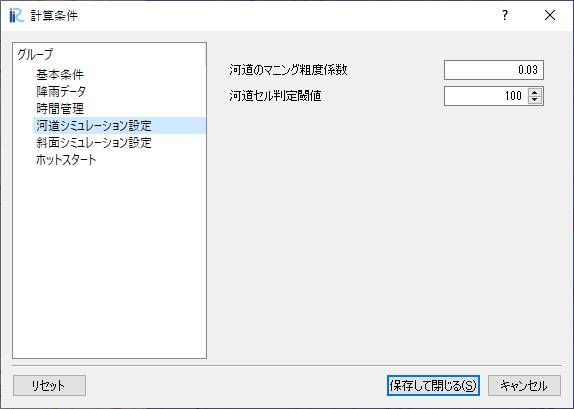 計算条件
グループ
基本条件
降雨データ
時間管理
河道シミュレーション設定
斜面シミュレーション設定
ホットスタート
河道のマニング粗度係数 0.03
河道セル判定閾値 100
リセット 保存して閉じる(S) キャンセル